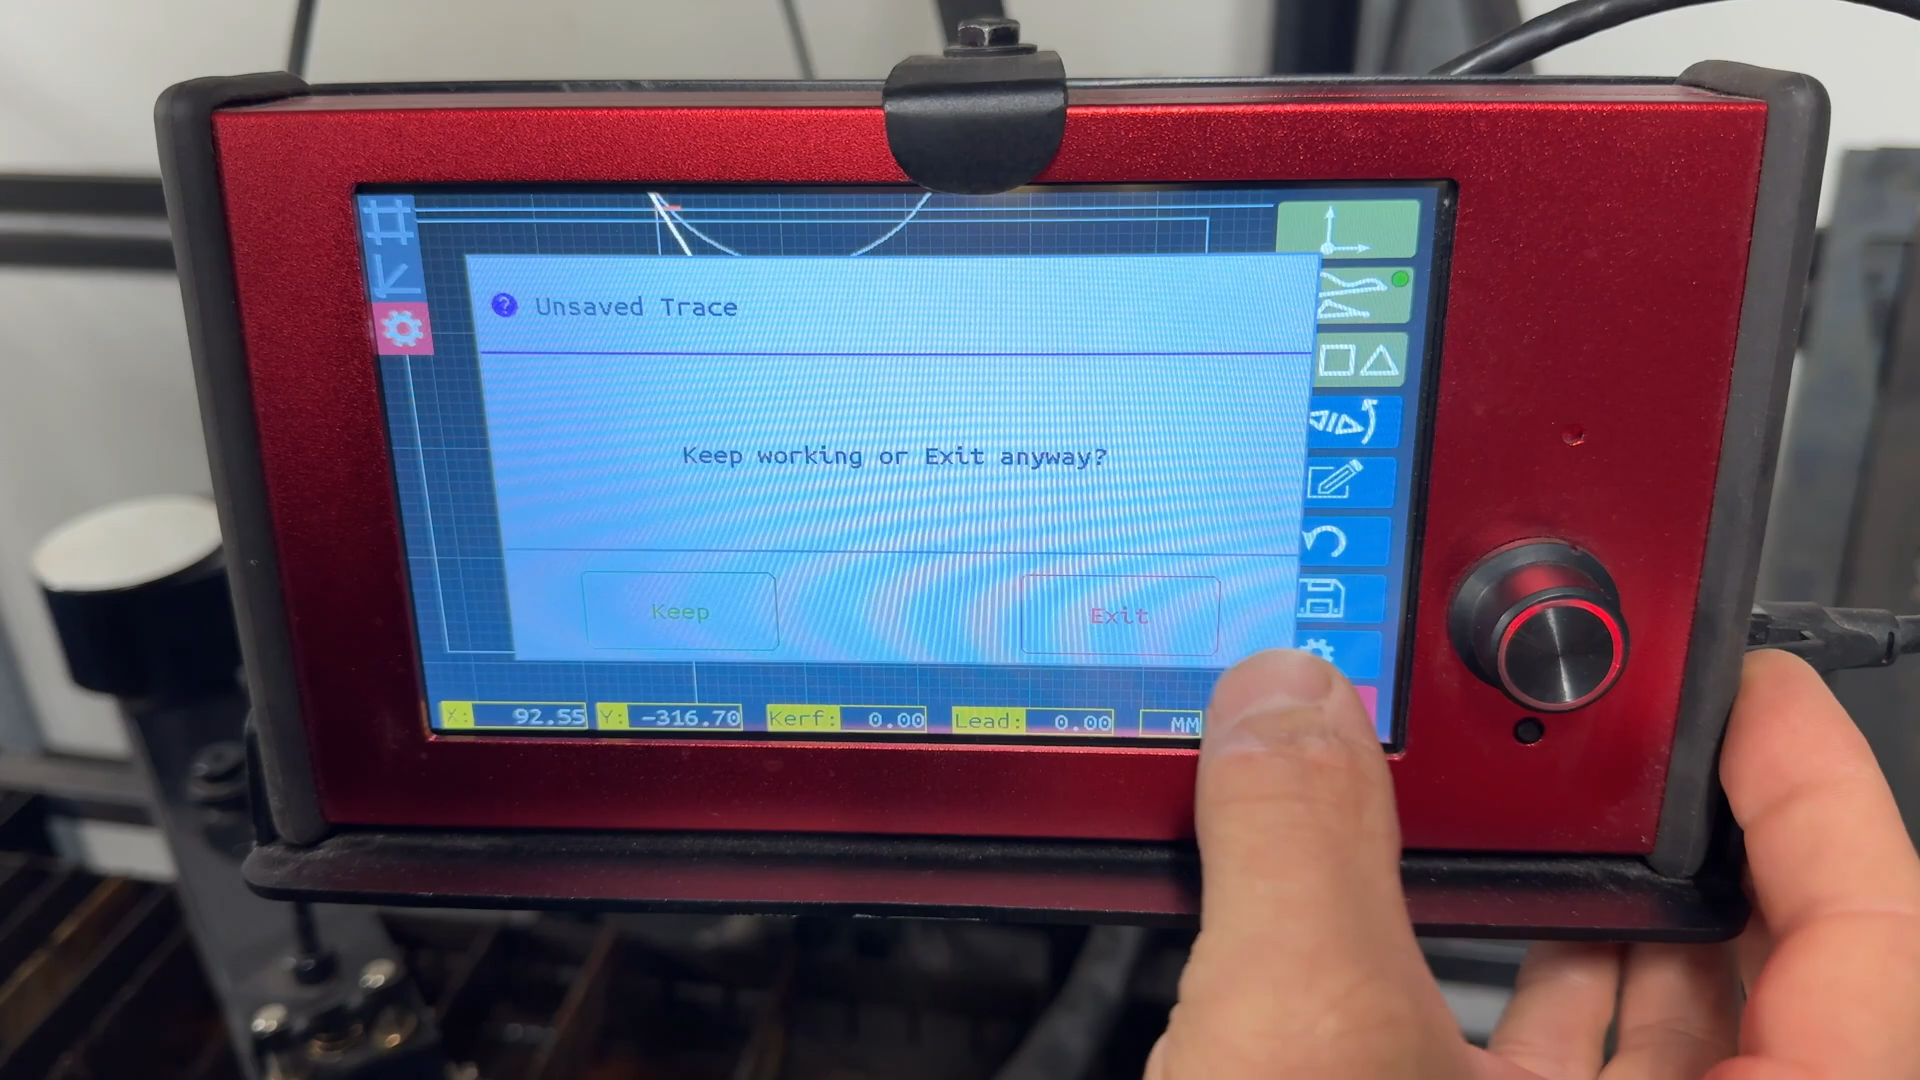 ? Unsaved Trace
Keep working or Exit anyway?
Keep Exit
X: 92.55 Y: -316.70 Kerf: 0.00 Lead: 0.00 MM